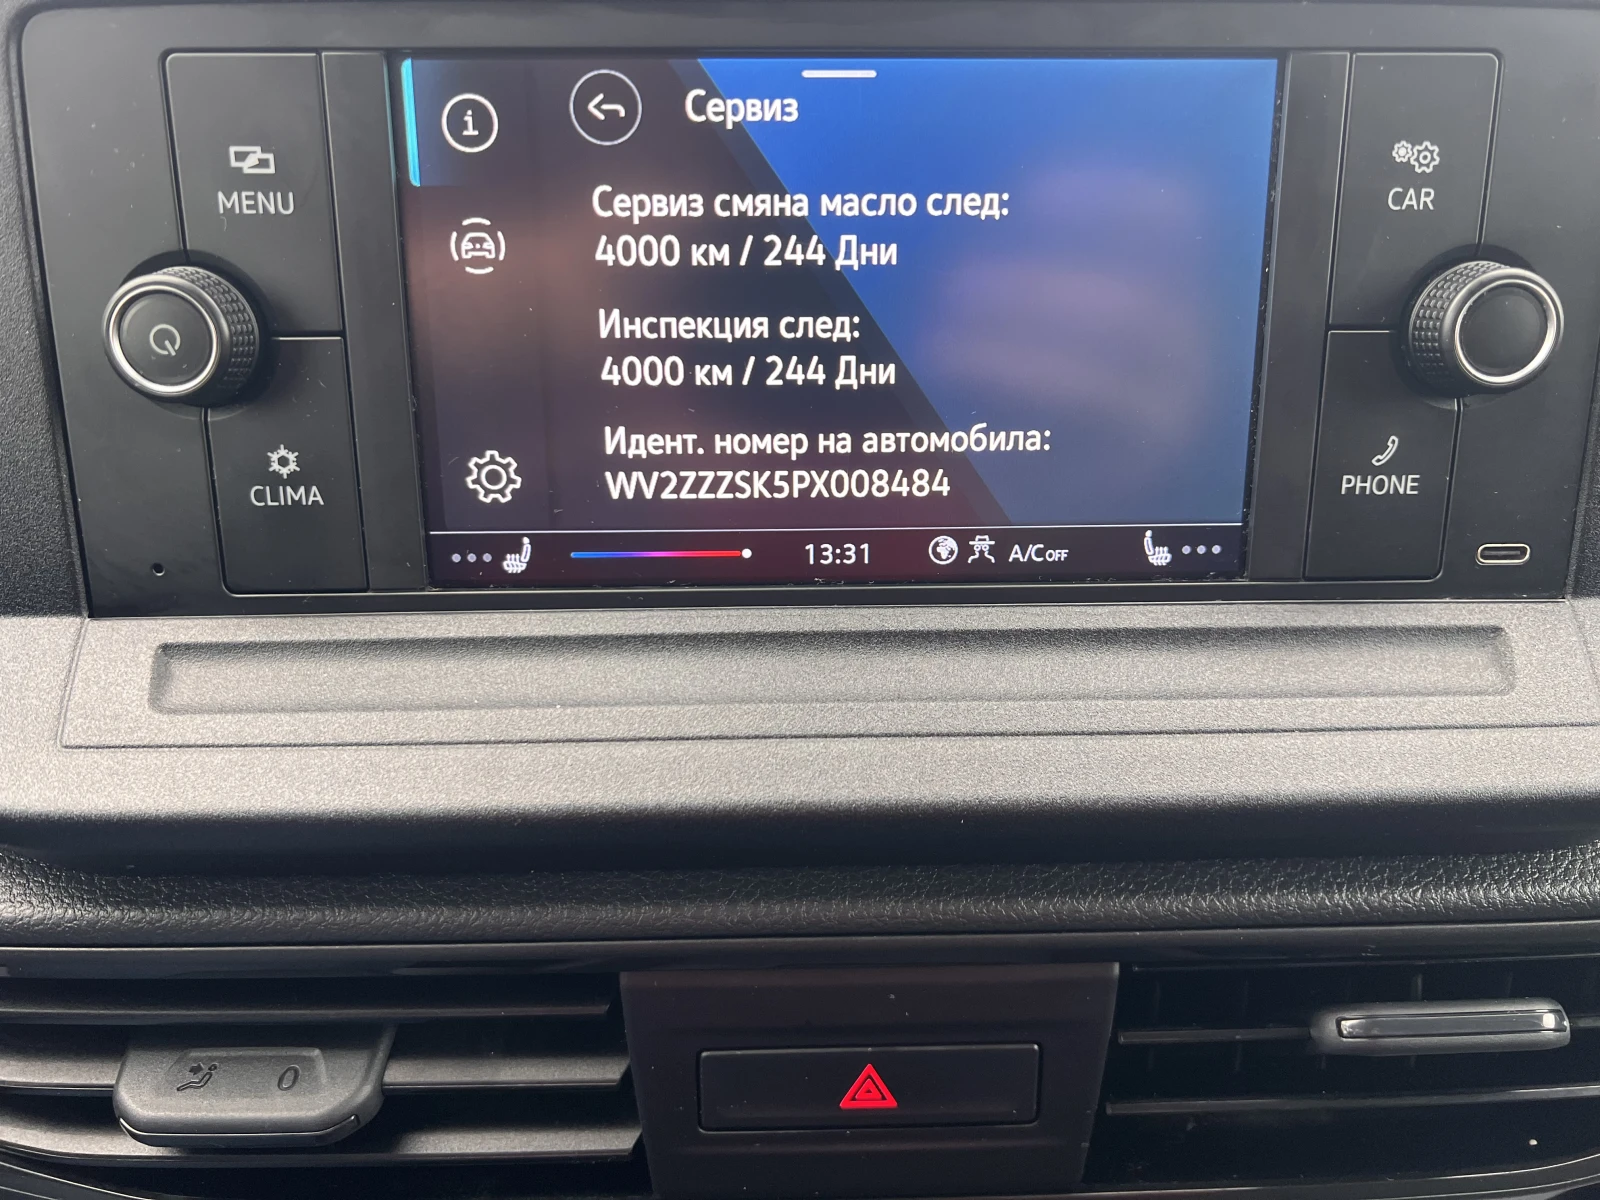 Сервиз
MENU
CAR
Сервиз смяна масло след:
4000 км / 244 Дни
Инспекция след:
4000 км / 244 Дни
Идент. номер на автомобила:
WV2ZZZSK5PX008484
CLIMA
PHONE
13:31
A/C OFF
0